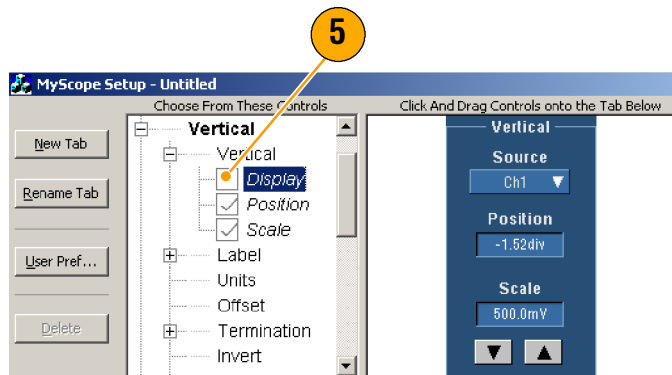 5
MyScope Setup - Untitled
Choose From These Controls
Click And Drag Controls onto the Tab Below
New Tab
Rename Tab
User Pref...
Delete
Vertical
Vertical
Display
Position
Scale
Label
Units
Offset
Termination
Invert
Vertical
Source
Ch1
Position
-1.52div
Scale
500.0mV